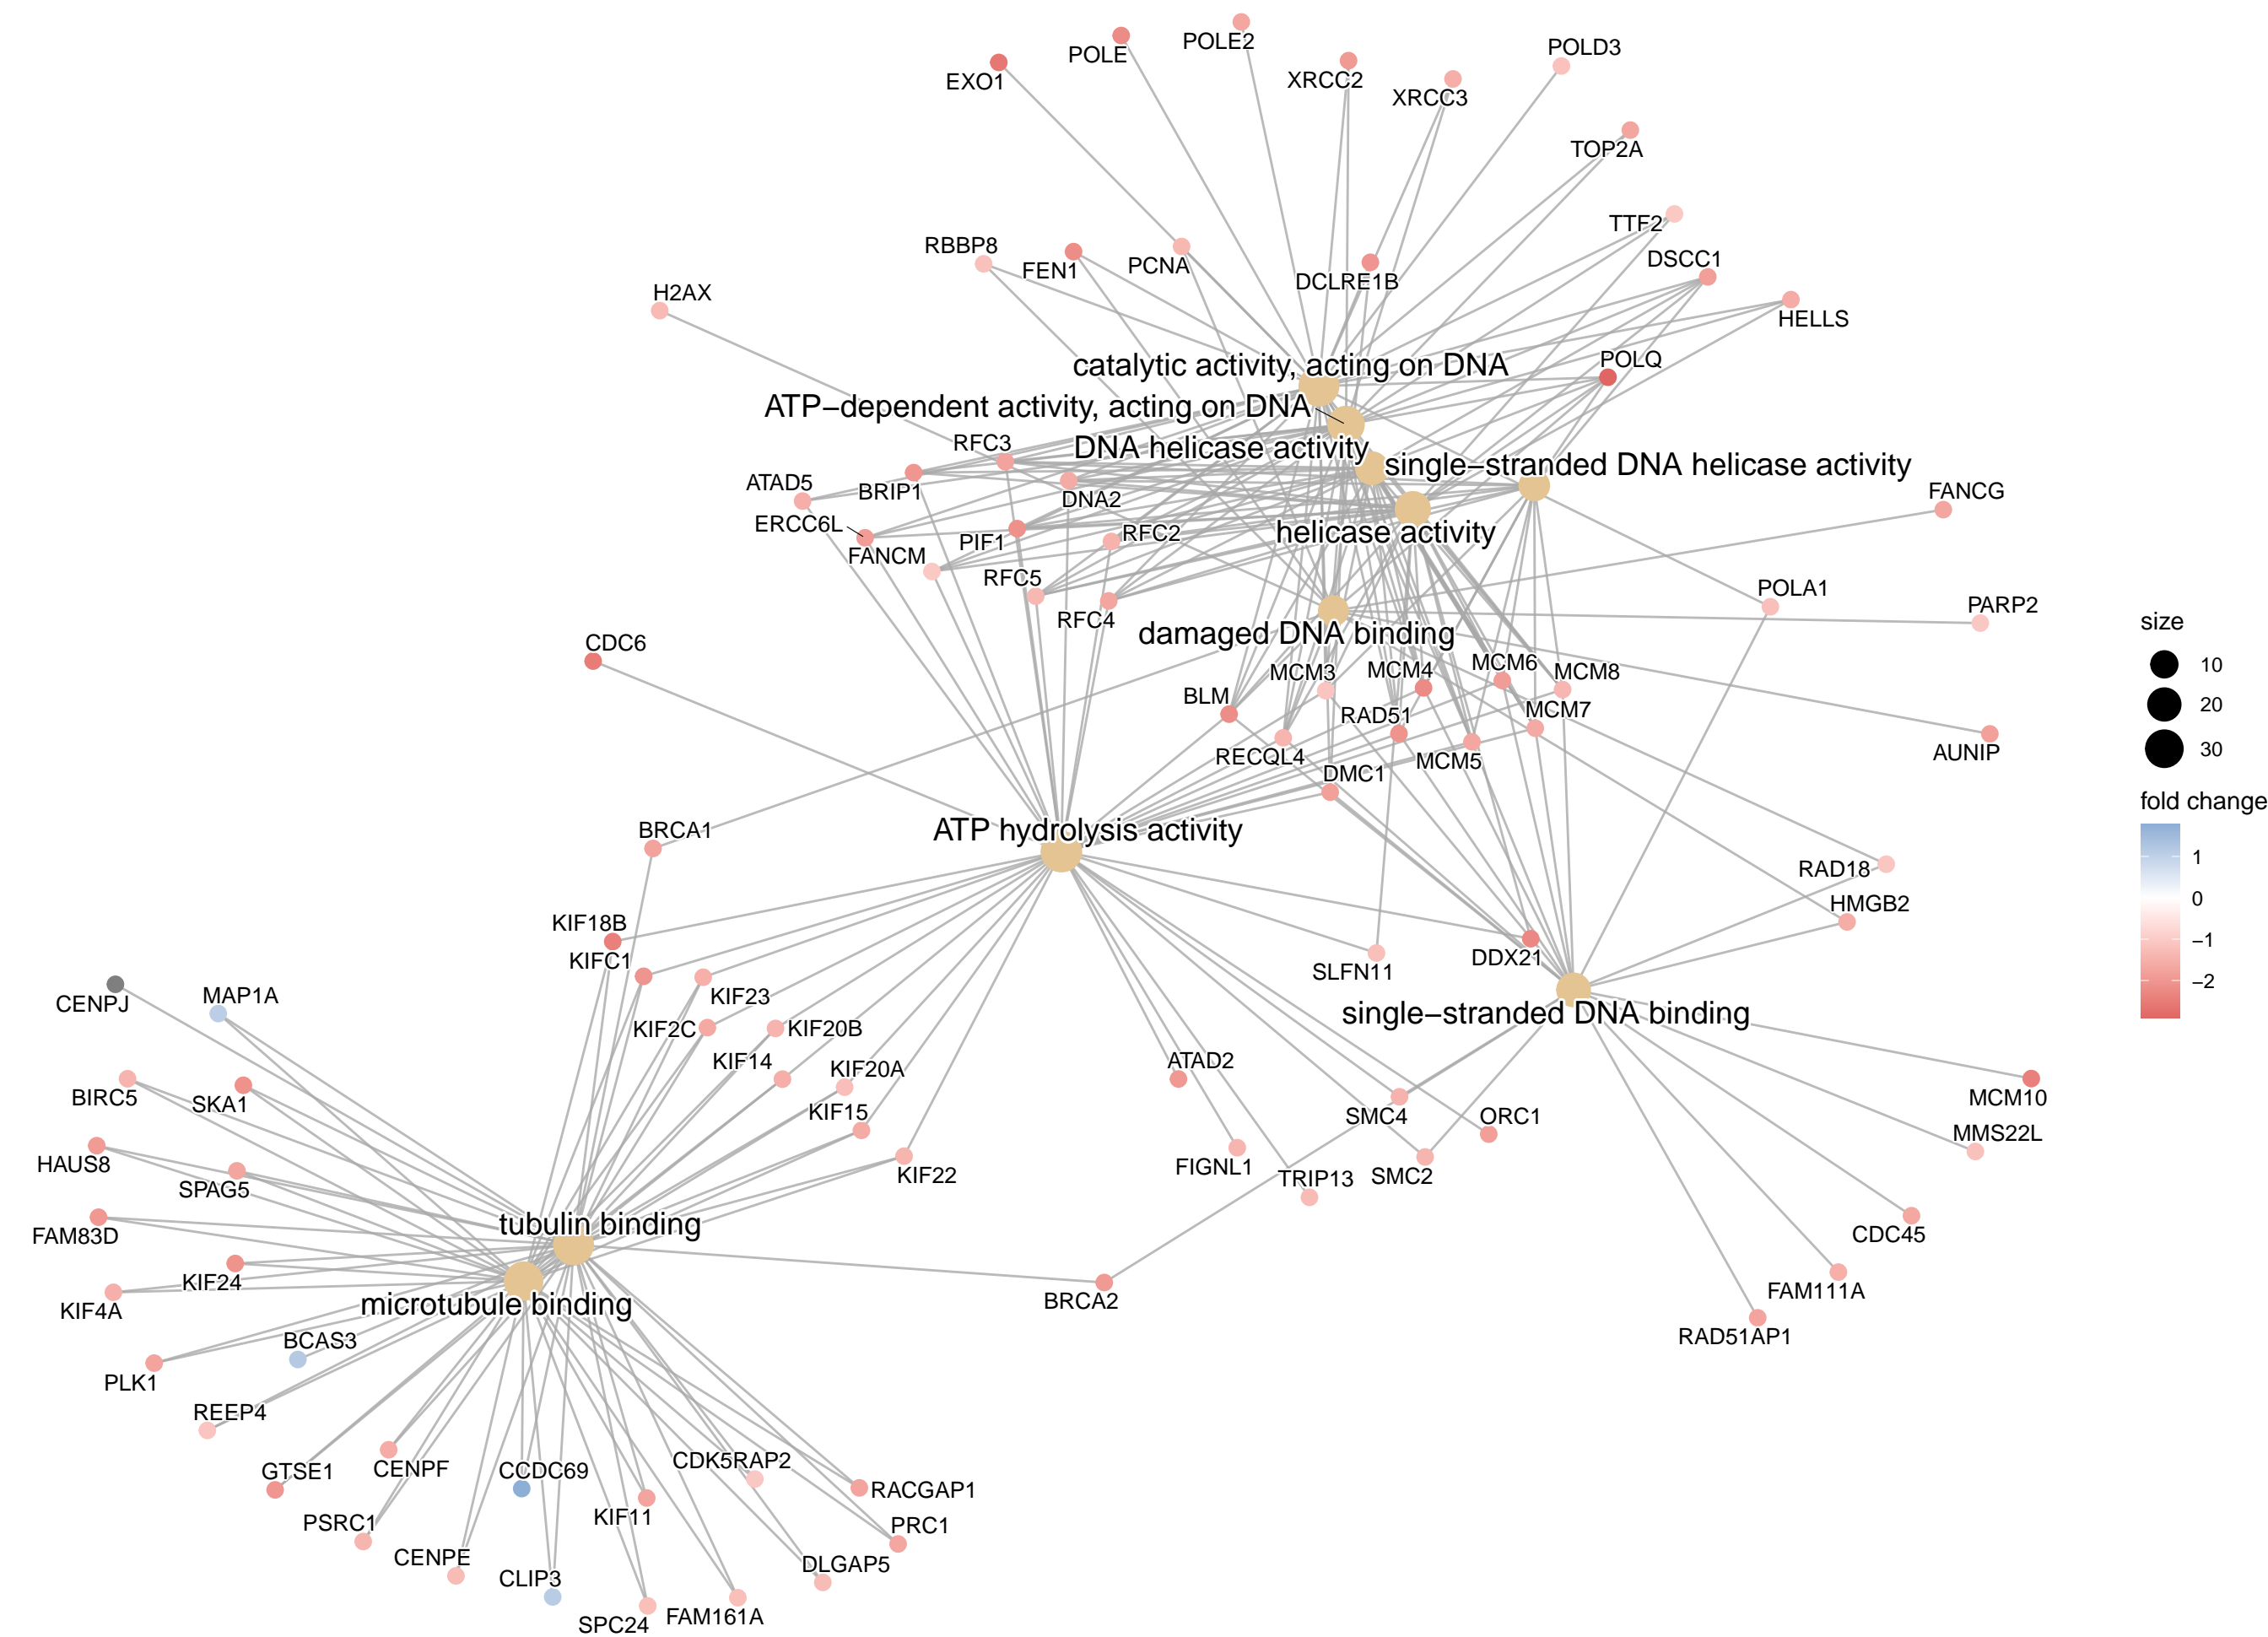 POLE2
POLD3
POLE
EXO1
XRCC2
XRCC3
TOP2A
TTF2
RBBP8
FEN1
PCNA
DSCC1
DCLRE1B
H2AX
HELLS
catalytic activity, acting on DNA
POLQ
ATP−dependent activity, acting on DNA
RFC3
DNA helicase activity
single−stranded DNA helicase activity
ATAD5
BRIP1
DNA2
FANCG
ERCC6L
FANCM
PIF1
RFC2
helicase activity
RFC5
POLA1
RFC4
PARP2
damaged DNA binding
CDC6
MCM3
MCM4
MCM6
MCM8
BLM
RAD51
MCM7
RECQL4
DMC1
MCM5
AUNIP
BRCA1
ATP hydrolysis activity
RAD18
HMGB2
KIF18B
KIFC1
SLFN11
DDX21
CENPJ
MAP1A
KIF23
single−stranded DNA binding
KIF2C
KIF20B
KIF14
KIF20A
ATAD2
BIRC5
SKA1
KIF15
SMC4
ORC1
MCM10
MMS22L
HAUS8
SPAG5
KIF22
FIGNL1
TRIP13
SMC2
FAM83D
tubulin binding
CDC45
KIF24
KIF4A
microtubule binding
BRCA2
FAM111A
RAD51AP1
BCAS3
PLK1
REEP4
GTSE1
CENPF
CCDC69
CDK5RAP2
RACGAP1
PSRC1
KIF11
PRC1
CENPE
CLIP3
DLGAP5
SPC24
FAM161A
size
10
20
30
fold change
1
0
−1
−2